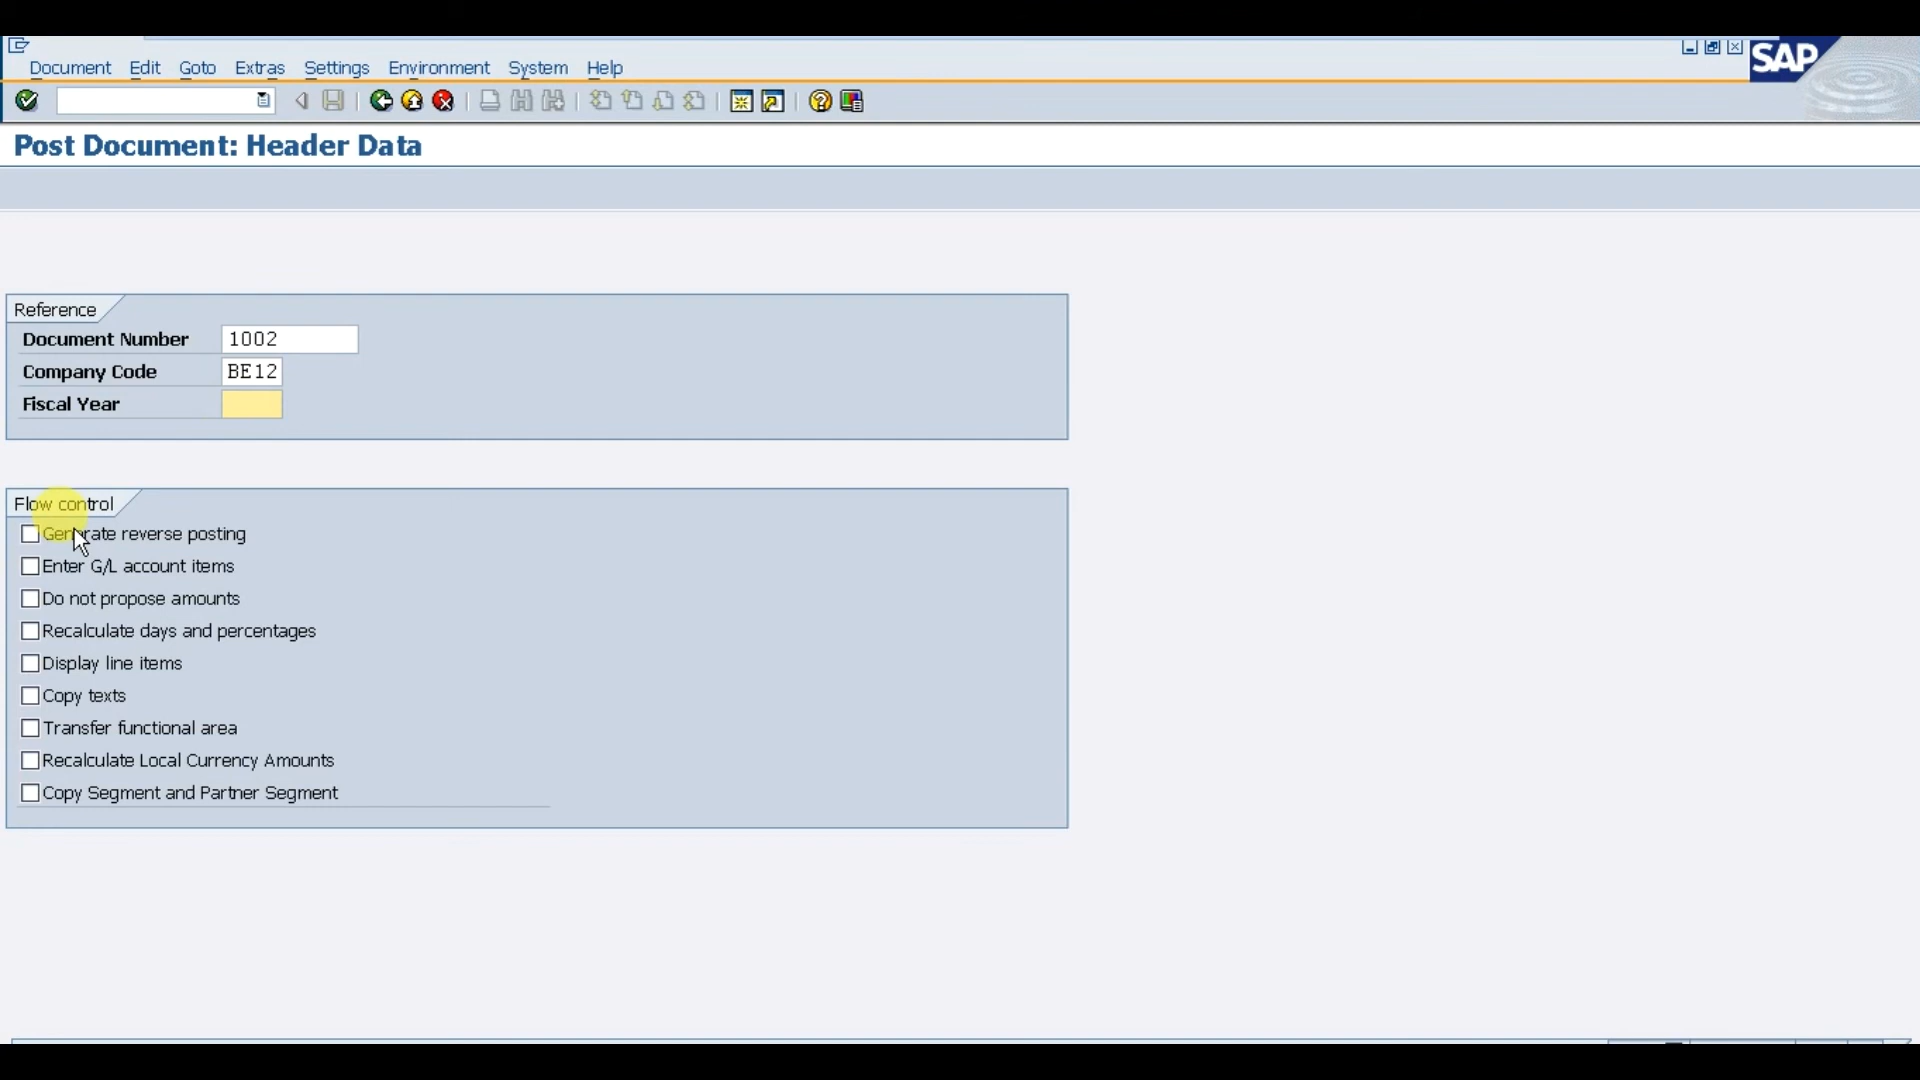 Document Edit Goto Extras Settings Environment System Help
SAP
Post Document: Header Data
Reference
Document Number 1002
Company Code BE12
Fiscal Year
Flow control
Generate reverse posting
Enter G/L account items
Do not propose amounts
Recalculate days and percentages
Display line items
Copy texts
Transfer functional area
Recalculate Local Currency Amounts
Copy Segment and Partner Segment